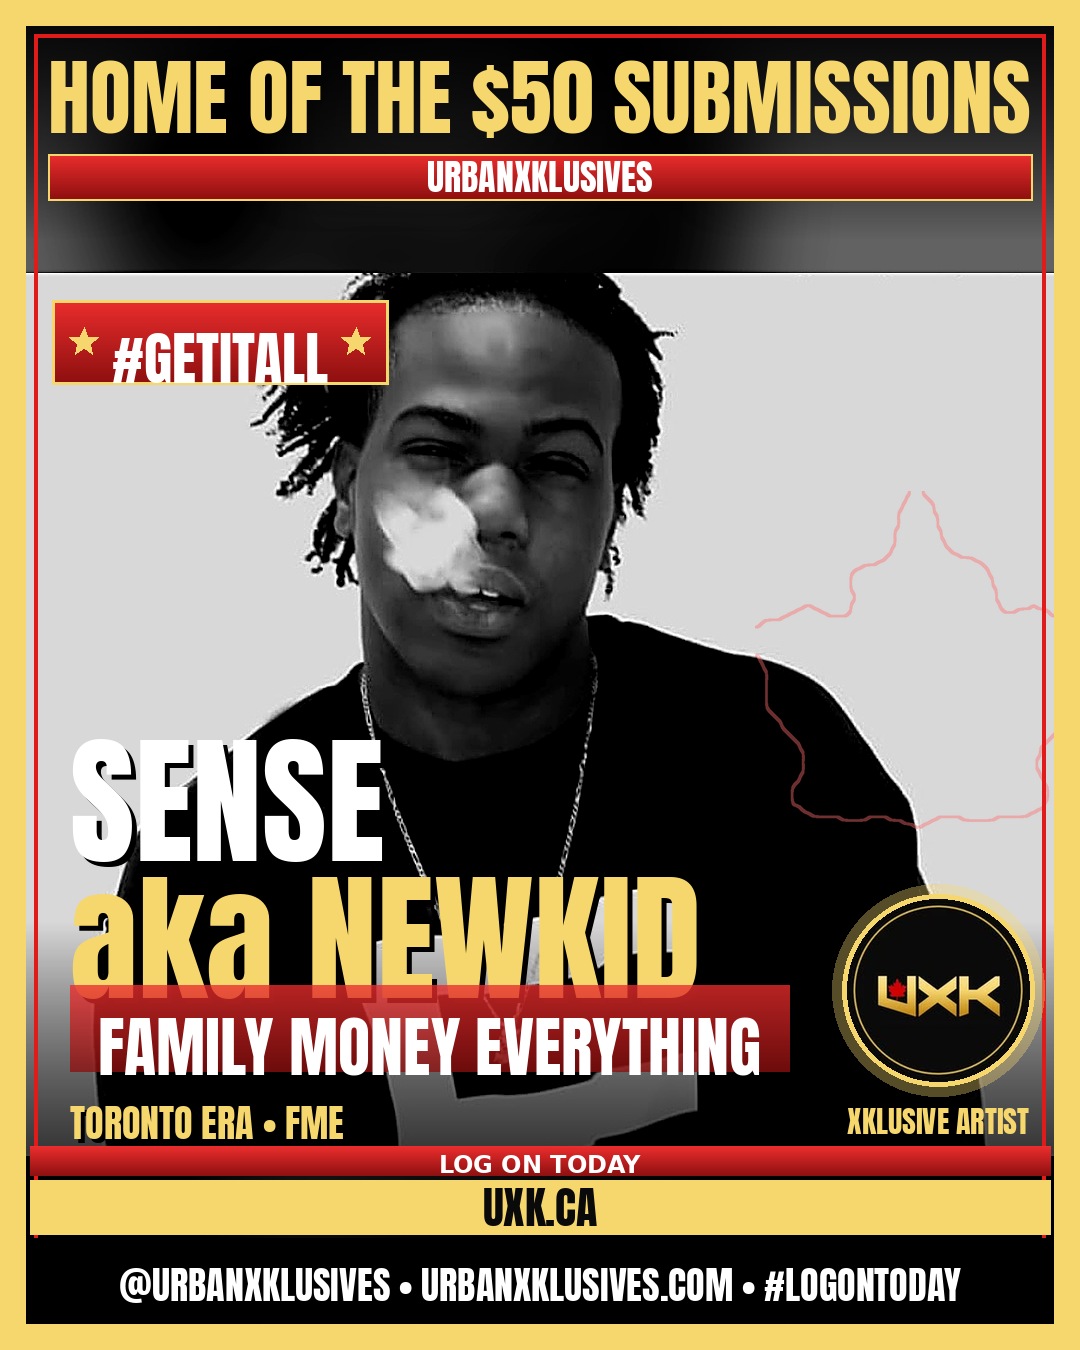 HOME OF THE $50 SUBMISSIONS
URBANXKLUSIVES
#GETITALL
SENSE
aka NEWKID
FAMILY MONEY EVERYTHING
UXK
TORONTO ERA • FME
XKLUSIVE ARTIST
LOG ON TODAY
UXK.CA
@URBANXKLUSIVES • URBANXKLUSIVES.COM • #LOGONTODAY